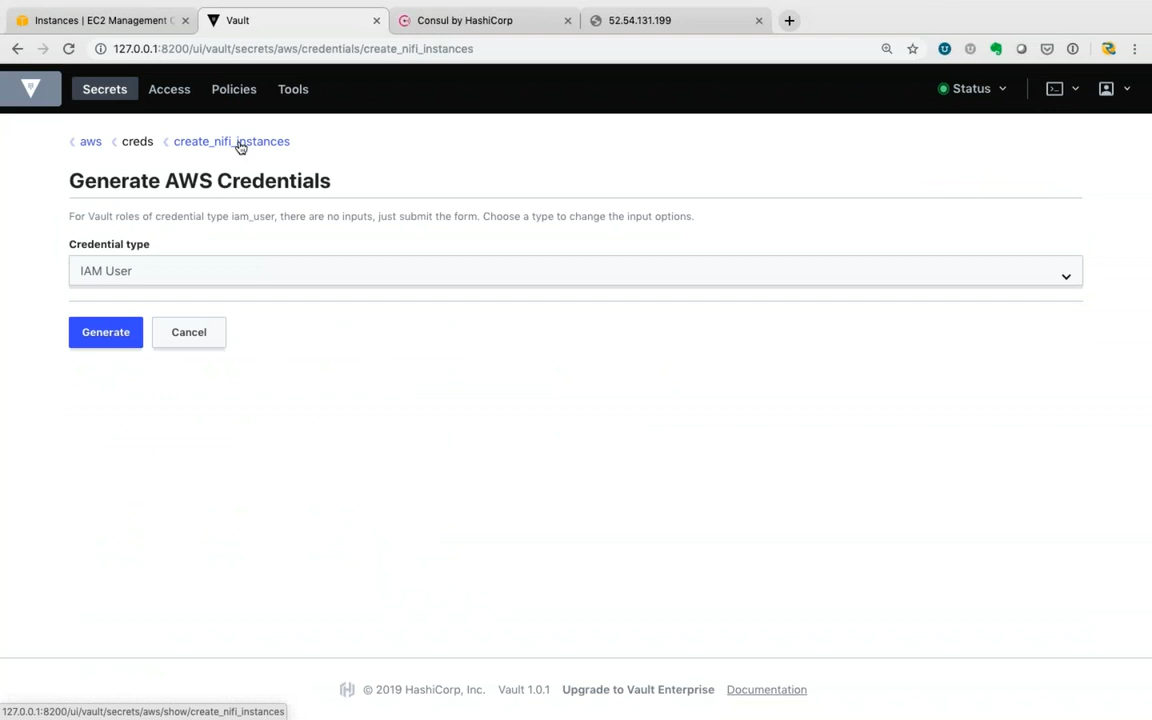 Instances | EC2 Management C
Vault
Consul by HashiCorp
52.54.131.199
127.0.0.1:8200/ui/vault/secrets/aws/credentials/create_nifi_instances
Secrets
Access
Policies
Tools
Status
aws
creds
create_nifi_instances
Generate AWS Credentials
For Vault roles of credential type iam_user, there are no inputs, just submit the form. Choose a type to change the input options.
Credential type
IAM User
Generate
Cancel
© 2019 HashiCorp, Inc. Vault 1.0.1 Upgrade to Vault Enterprise Documentation
127.0.0.1:8200/ui/vault/secrets/aws/show/create_nifi_instances